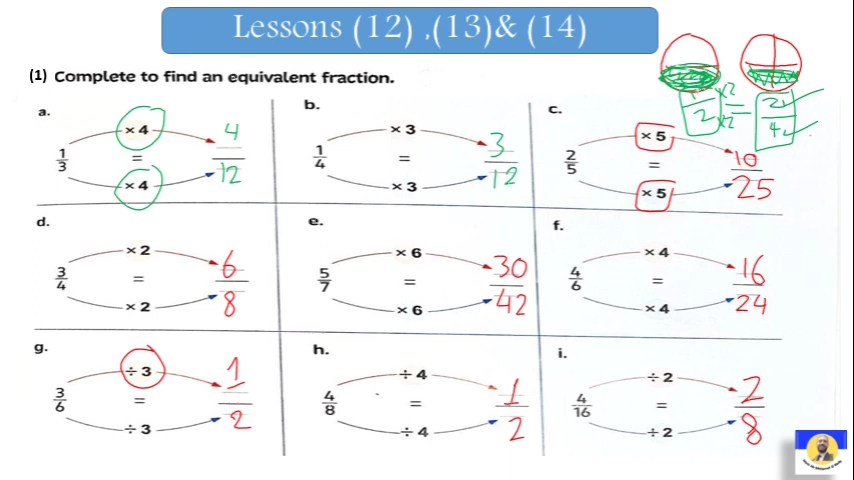 Lessons (12) ,(13)& (14)
(1) Complete to find an equivalent fraction.
1/2 ×2 ×2 = 2/4
a.
1/3 ×4 = ×4 4/12
b.
1/4 ×3 = ×3 3/12
c.
2/5 ×5 = ×5 10/25
d.
3/4 ×2 = ×2 6/8
e.
5/7 ×6 = ×6 30/42
f.
4/6 ×4 = ×4 16/24
g.
3/6 ÷3 = ÷3 1/2
h.
4/8 ÷4 = ÷4 1/2
i.
4/16 ÷2 = ÷2 2/8